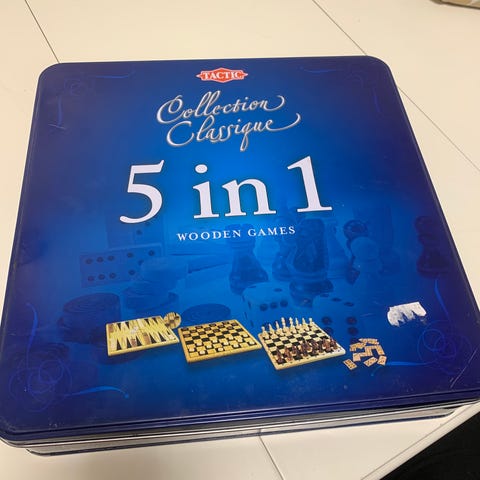 TACTIC
Collection
Classique
5 in 1
WOODEN GAMES